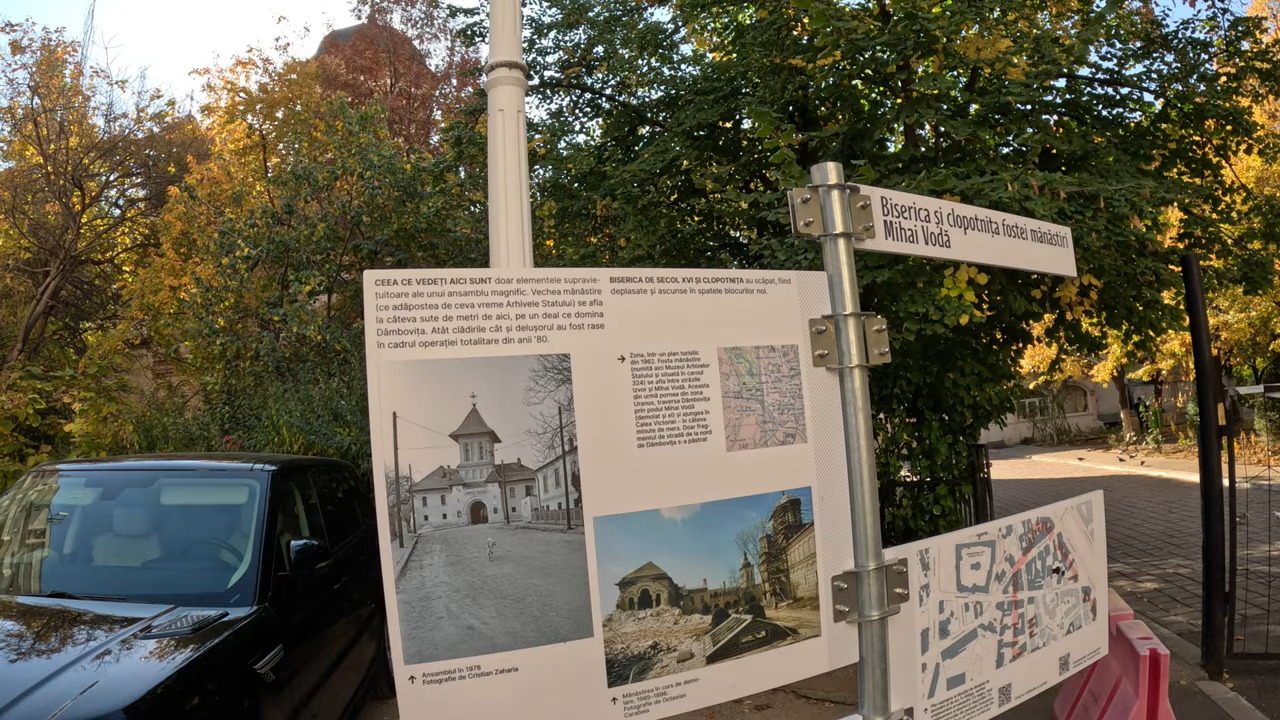 Biserica și clopotnița fostei mănăstiri
Mihai Vodă
CEEA CE VEDEȚI AICI SUNT doar elementele supravie-
țuitoare ale unui ansamblu magnific. Vechea mănăstire
(ce adăpostea de ceva vreme Arhivele Statului) se afla
la câteva sute de metri de aici, pe un deal ce domina
Dâmbovița. Atât clădirile cât și delușorul au fost rase
în cadrul operației totalitare din anii '80.
BISERICA DE SECOL XVI ȘI CLOPOTNIȚA au scăpat, fiind
deplasate și ascunse în spatele blocurilor noi.
→ Zona, într-un plan turistic
din 1962. Fosta mănăstire
(numită aici Muzeul Arhivelor
Statului și situată în caroul
324) se afla între străzile
Izvor și Mihai Vodă. Aceasta
din urmă pornea din zona
Uranus, traversa Dâmbovița
prin podul Mihai Vodă
(demolat și el) și ajungea în
Calea Victoriei – în câteva
minute de mers. Doar frag-
mentul de stradă de la nord
de Dâmbovița s-a păstrat
↑ Ansamblul în 1978
Fotografie de Cristian Zaharia
↑ Mănăstirea în curs de demo-
lare: 1985-1986.
Fotografie de Octavian
Carabela